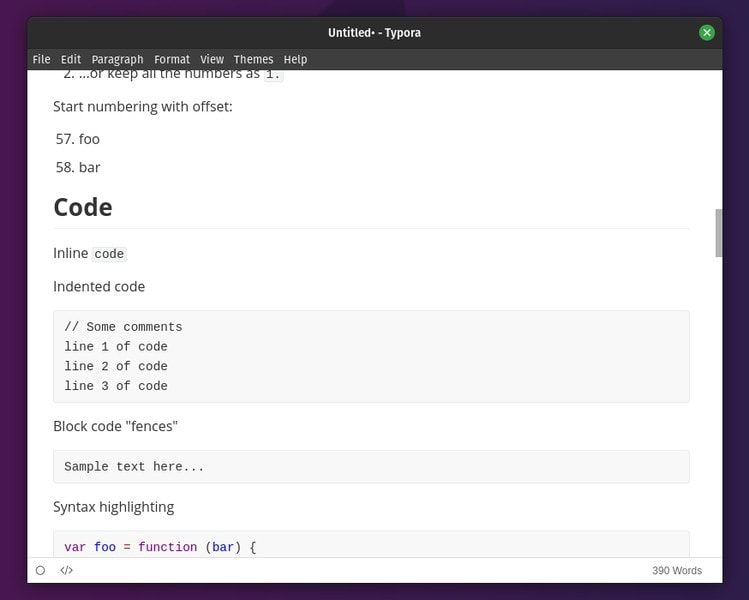 Untitled• - Typora
File Edit Paragraph Format View Themes Help
2. ...or keep all the numbers as 1.
Start numbering with offset:
57. foo
58. bar
Code
Inline code
Indented code
// Some comments
line 1 of code
line 2 of code
line 3 of code
Block code "fences"
Sample text here...
Syntax highlighting
var foo = function (bar) {
</> 390 Words